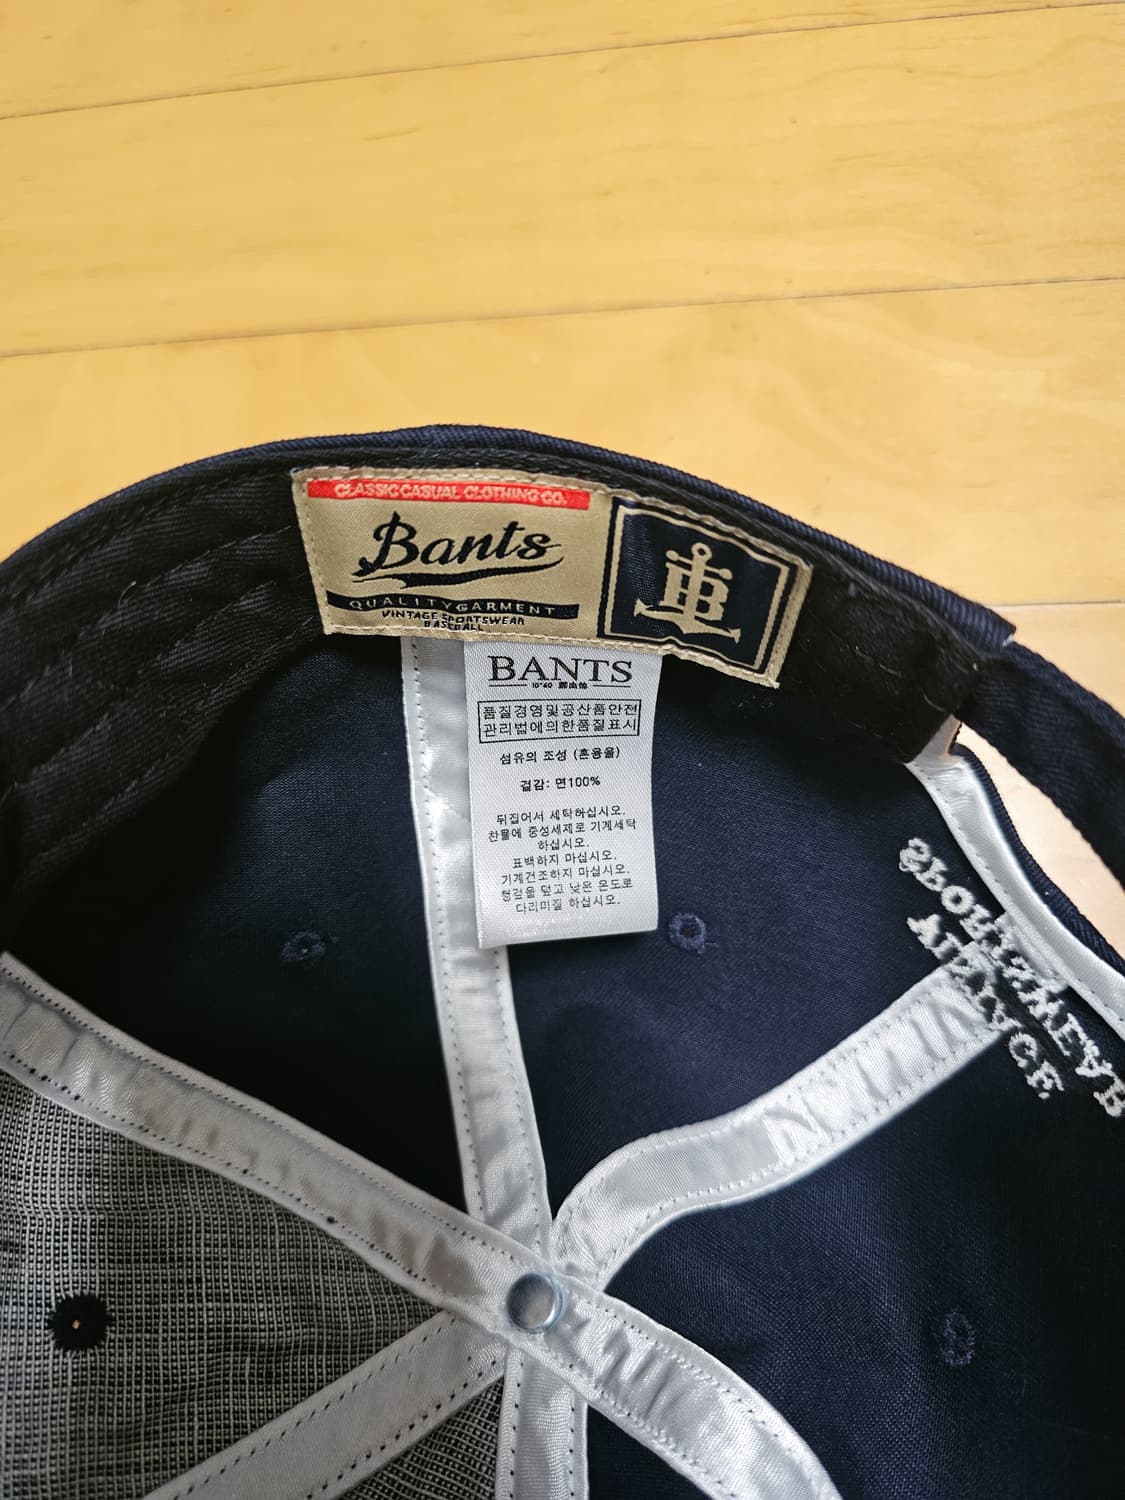 CLASSIC CASUAL CLOTHING CO.
Bants
QUALITY GARMENT
VINTAGE SPORTSWEAR
BASEBALL
BANTS
품질경영및공산품안전
관리법에의한품질표시
섬유의 조성 (혼용율)
겉감: 면100%
뒤집어서 세탁하십시오.
찬물에 중성세제로 기계세탁
하십시오.
표백하지 마십시오.
기계건조하지 마십시오.
헝겊을 덮고 낮은 온도로
다리미질 하십시오.